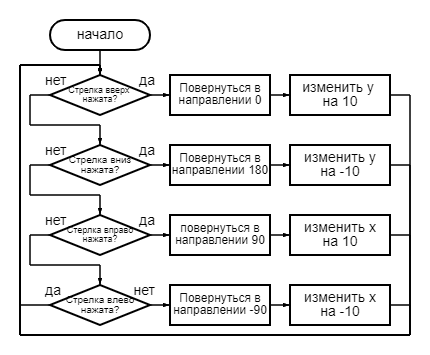 начало
нет
да
Стрелка вверх
нажата?
Повернуться в
направлении 0
изменить y
на 10
нет
да
Стрелка вниз
нажата?
Повернуться в
направлении 180
изменить y
на -10
нет
да
Стерлка вправо
нажата?
повернуться в
направлении 90
изменить x
на 10
да
нет
Стрелка влево
нажата?
Повернуться в
направлении -90
изменить x
на -10